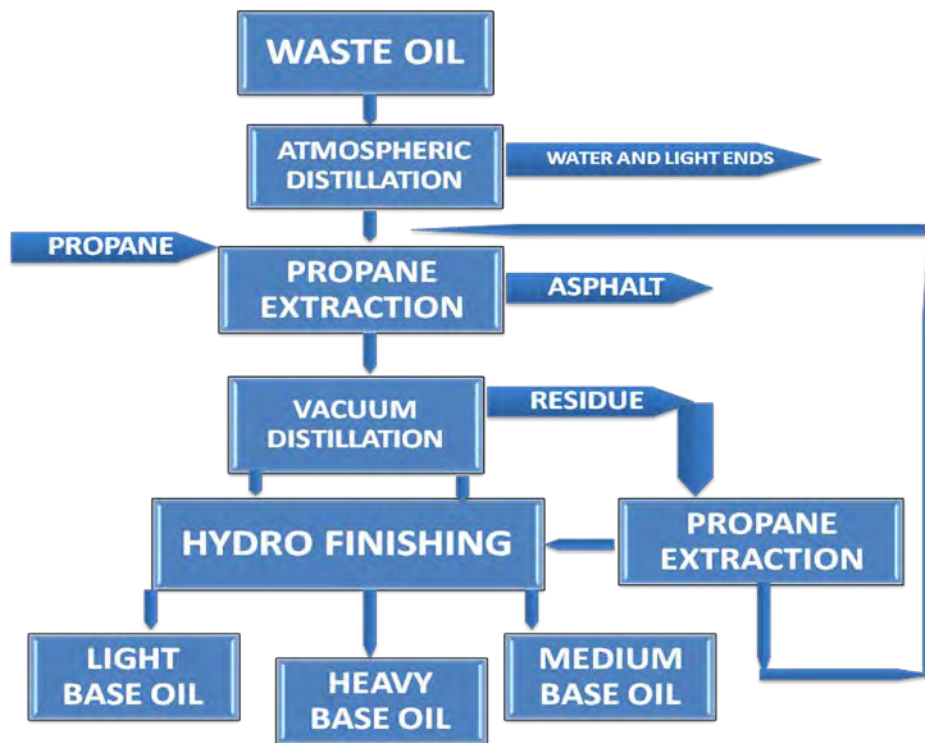 WASTE OIL
ATMOSPHERIC
DISTILLATION
WATER AND LIGHT ENDS
PROPANE
PROPANE
EXTRACTION
ASPHALT
VACUUM
DISTILLATION
RESIDUE
HYDRO FINISHING
PROPANE
EXTRACTION
LIGHT
BASE OIL
HEAVY
BASE OIL
MEDIUM
BASE OIL